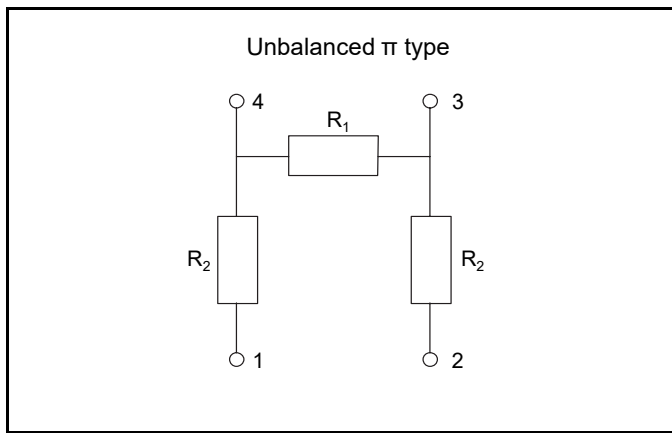 Unbalanced π type
4
3
R₁
R₂
R₂
1
2